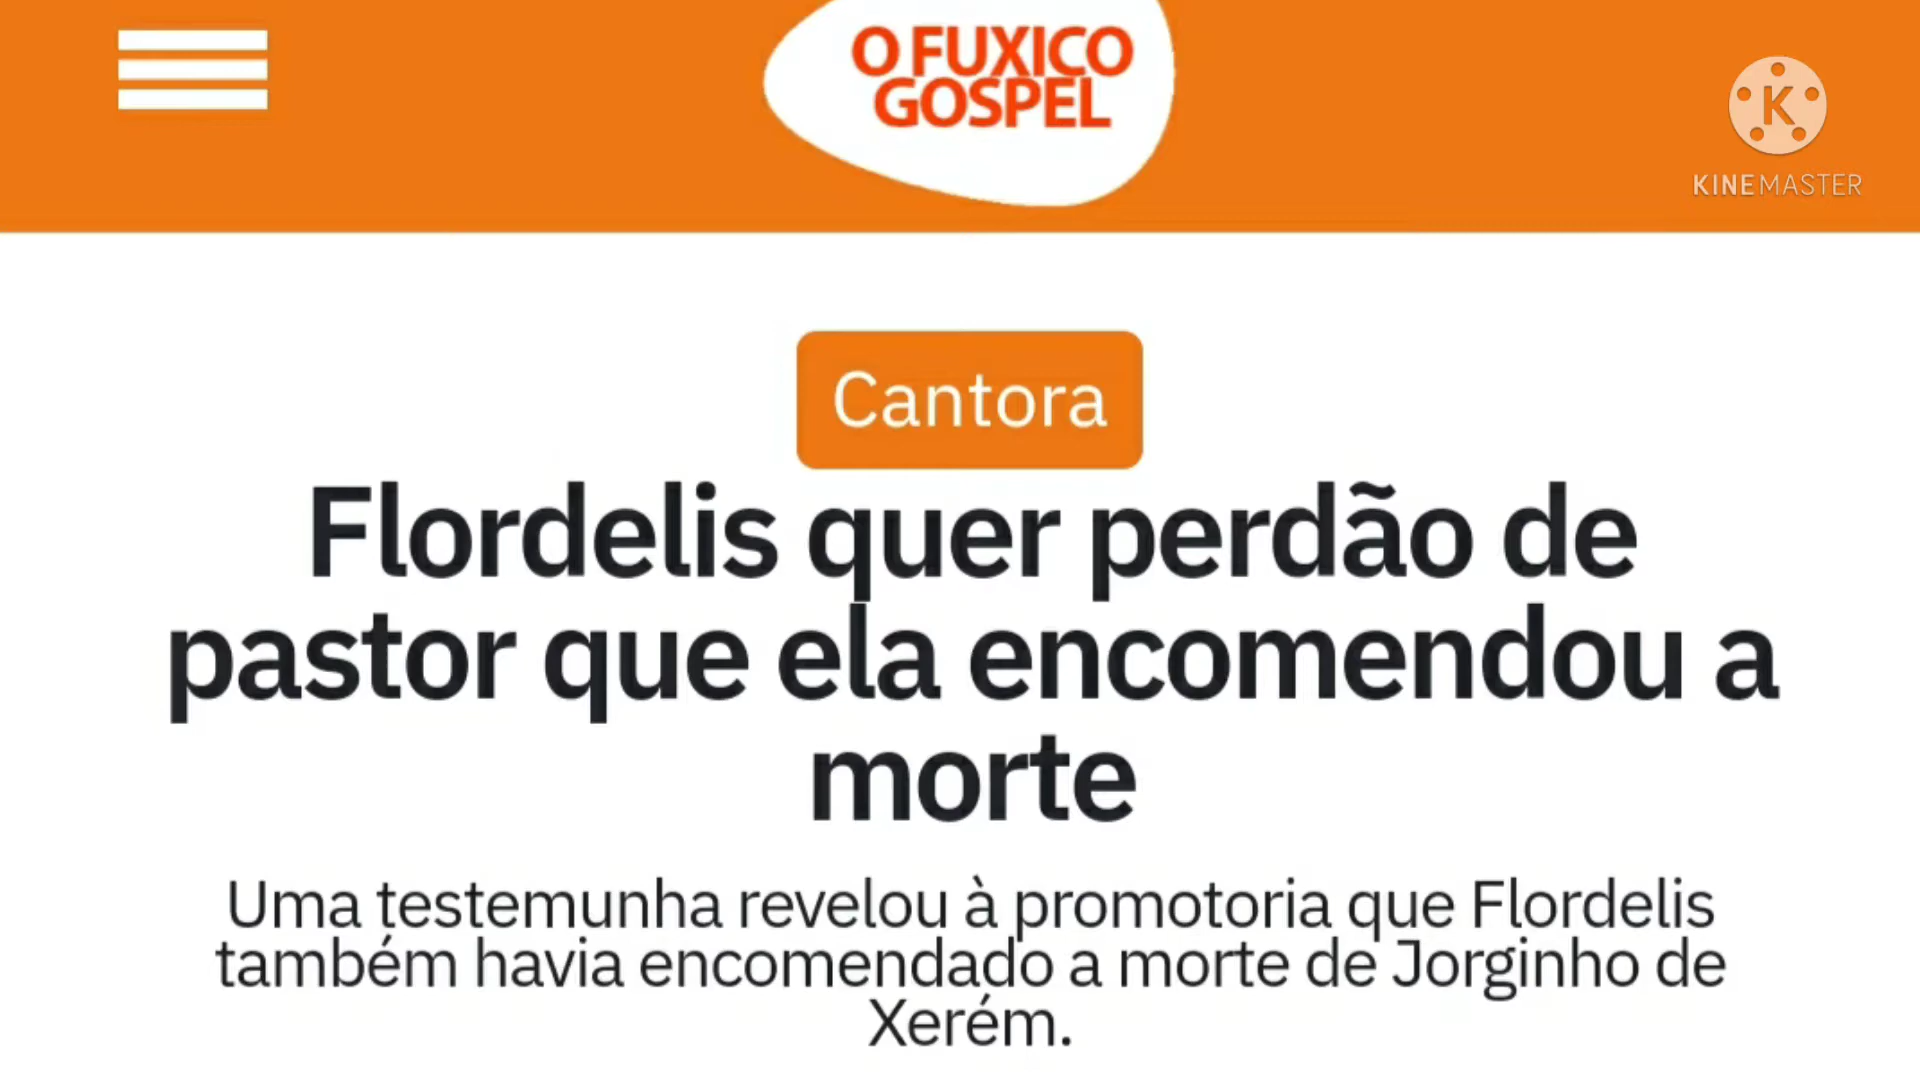 O FUXICO
GOSPEL
KINEMASTER
Cantora
Flordelis quer perdão de
pastor que ela encomendou a
morte
Uma testemunha revelou à promotoria que Flordelis
também havia encomendado a morte de Jorginho de
Xerém.